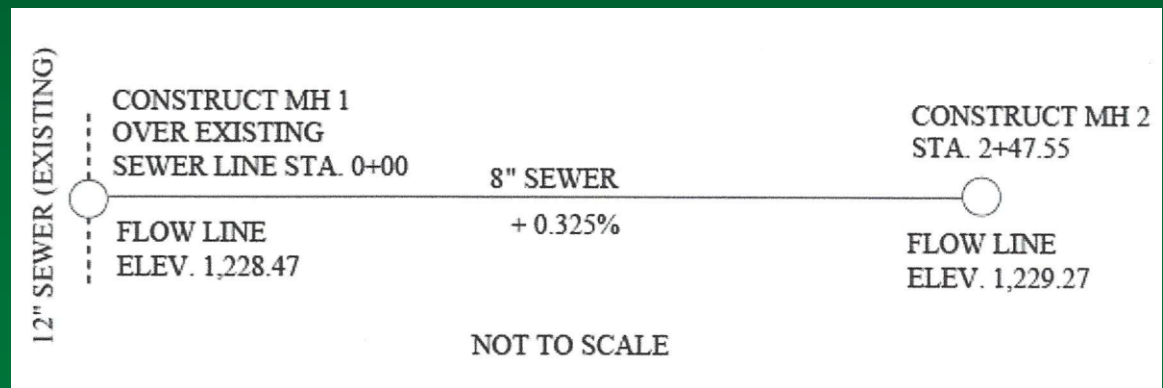 12" SEWER (EXISTING)
CONSTRUCT MH 1
OVER EXISTING
SEWER LINE STA. 0+00
FLOW LINE
ELEV. 1,228.47
8" SEWER
+ 0.325%
CONSTRUCT MH 2
STA. 2+47.55
FLOW LINE
ELEV. 1,229.27
NOT TO SCALE